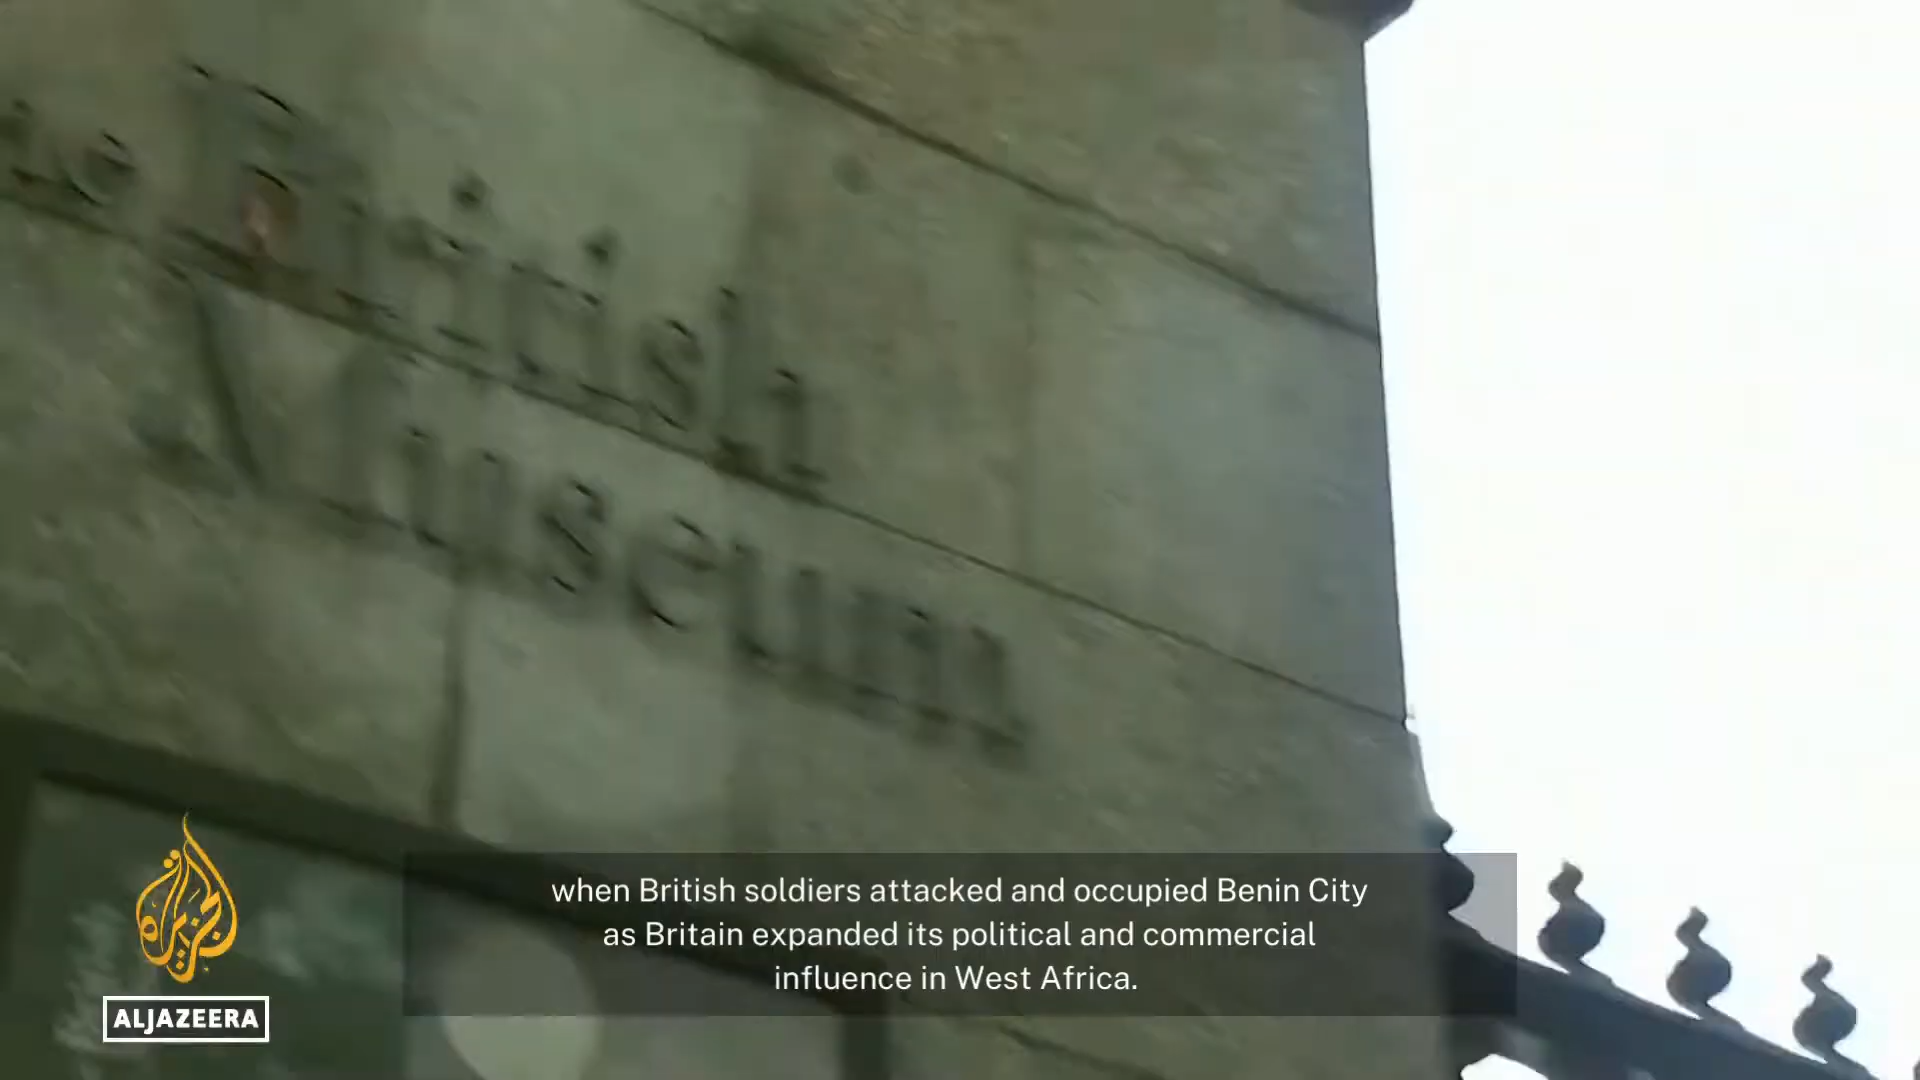 The British
Museum
الجزيرة
ALJAZEERA
when British soldiers attacked and occupied Benin City
as Britain expanded its political and commercial
influence in West Africa.